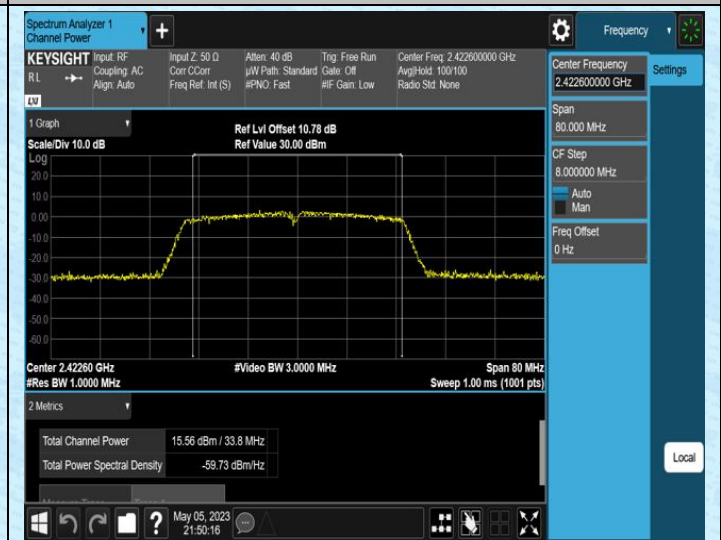 Spectrum Analyzer 1
Channel Power
+
Frequency
KEYSIGHT
RL
LXI
Input: RF
Coupling: AC
Align: Auto
Input Z: 50 Ω
Corr CCorr
Freq Ref: Int (S)
Atten: 40 dB
µW Path: Standard
#PNO: Fast
Trig: Free Run
Gate: Off
#IF Gain: Low
Center Freq: 2.422600000 GHz
Avg|Hold: 100/100
Radio Std: None
Center Frequency
2.422600000 GHz
Settings
Span
80.000 MHz
CF Step
8.000000 MHz
Auto
Man
Freq Offset
0 Hz
1 Graph
Scale/Div 10.0 dB
Ref Lvl Offset 10.78 dB
Ref Value 30.00 dBm
Log
20.0
10.0
0.00
-10.0
-20.0
-30.0
-40.0
-50.0
-60.0
Center 2.42260 GHz
#Res BW 1.0000 MHz
#Video BW 3.0000 MHz
Span 80 MHz
Sweep 1.00 ms (1001 pts)
2 Metrics
Total Channel Power 15.56 dBm / 33.8 MHz
Total Power Spectral Density -59.73 dBm/Hz
Local
?
May 05, 2023
21:50:16